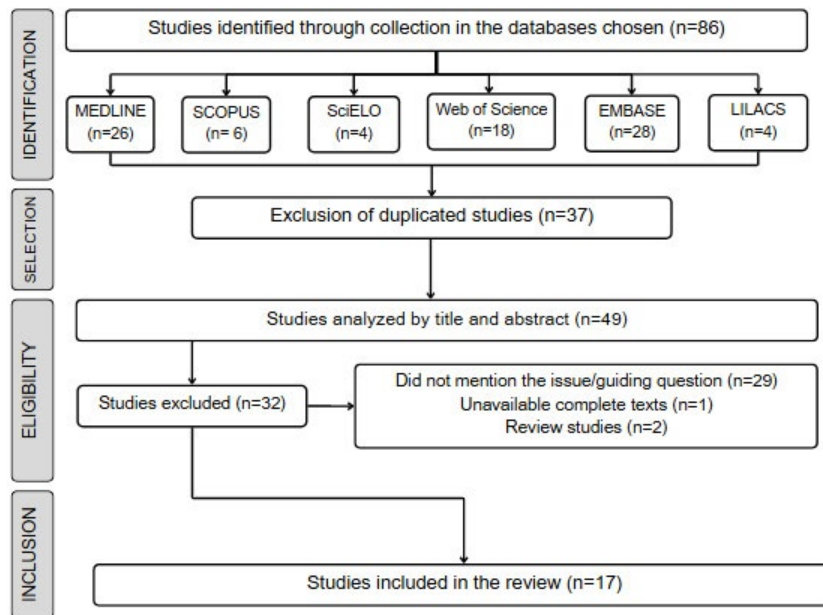 IDENTIFICATION
Studies identified through collection in the databases chosen (n=86)
MEDLINE
(n=26)
SCOPUS
(n= 6)
SciELO
(n=4)
Web of Science
(n=18)
EMBASE
(n=28)
LILACS
(n=4)
SELECTION
Exclusion of duplicated studies (n=37)
ELIGIBILITY
Studies analyzed by title and abstract (n=49)
Studies excluded (n=32)
Did not mention the issue/guiding question (n=29)
Unavailable complete texts (n=1)
Review studies (n=2)
INCLUSION
Studies included in the review (n=17)